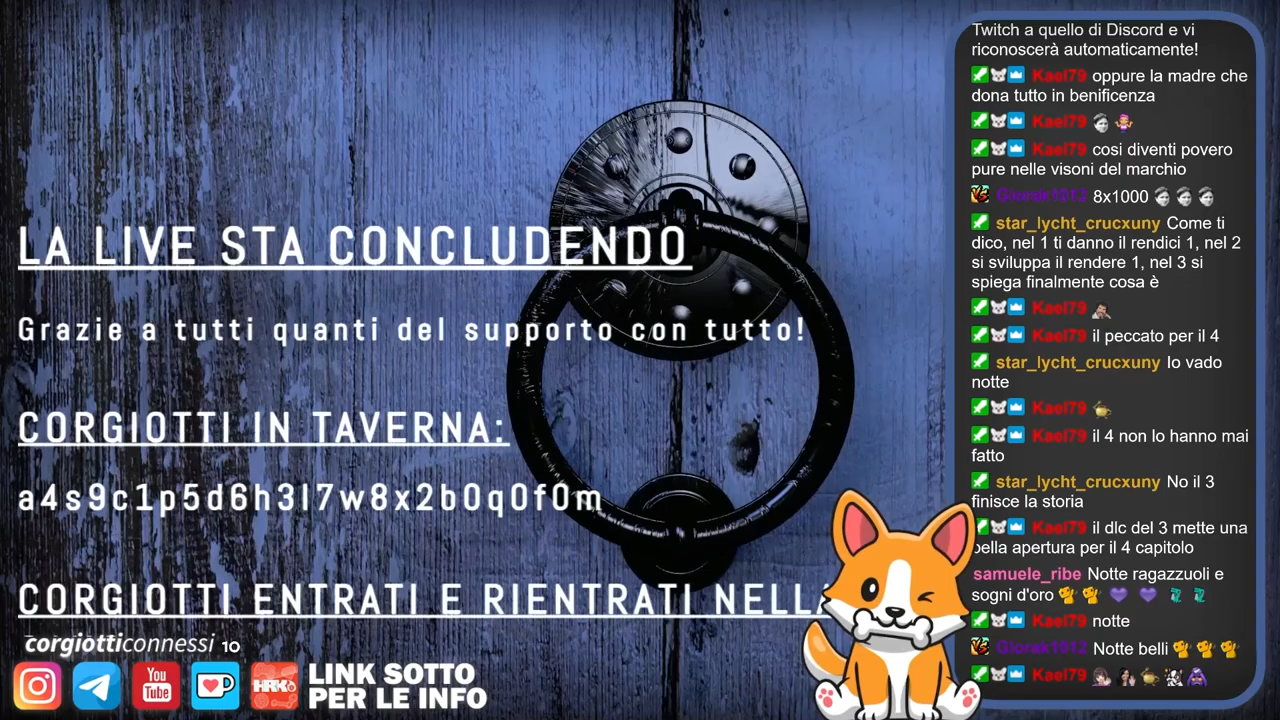 LA LIVE STA CONCLUDENDO
Grazie a tutti quanti del supporto con tutto!
CORGIOTTI IN TAVERNA:
a4s9c1p5d6h3l7w8x2b0q0f0m
CORGIOTTI ENTRATI E RIENTRATI NELLA
corgiotticonnessi 10
You
Tube
HRK
LINK SOTTO
PER LE INFO
Twitch a quello di Discord e vi
riconoscerà automaticamente!
Kael79 oppure la madre che
dona tutto in benificenza
Kael79
Kael79 cosi diventi povero
pure nelle visoni del marchio
Giorak1012 8x1000
star_lycht_crucxuny Come ti
dico, nel 1 ti danno il rendici 1, nel 2
si sviluppa il rendere 1, nel 3 si
spiega finalmente cosa è
Kael79
Kael79 il peccato per il 4
star_lycht_crucxuny Io vado
notte
Kael79
Kael79 il 4 non lo hanno mai
fatto
star_lycht_crucxuny No il 3
finisce la storia
Kael79 il dlc del 3 mette una
bella apertura per il 4 capitolo
samuele_ribe Notte ragazzuoli e
sogni d'oro
Kael79 notte
Giorak1012 Notte belli
Kael79